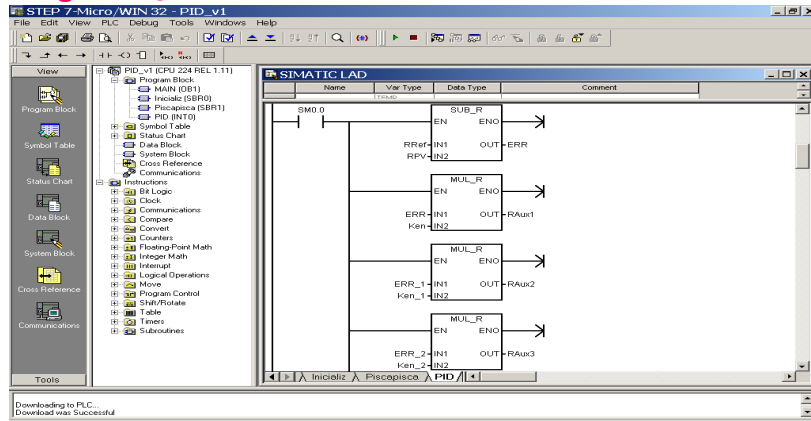 STEP 7-Micro/WIN 32 - PID_v1
File Edit View PLC Debug Tools Windows Help
View
Program Block
Symbol Table
Status Chart
Data Block
System Block
Cross Reference
Communications
Tools
PID_v1 (CPU 224 REL 1.11)
Program Block
MAIN (OB1)
Inicializ (SBR0)
Piscapisca (SBR1)
PID (INT0)
Symbol Table
Status Chart
Data Block
System Block
Cross Reference
Communications
Instructions
Bit Logic
Clock
Communications
Compare
Convert
Counters
Floating-Point Math
Integer Math
Interrupt
Logical Operations
Move
Program Control
Shift/Rotate
Table
Timers
Subroutines
SIMATIC LAD
Name Var Type Data Type Comment
TEMP
SM0.0 SUB_R
EN ENO
RRef IN1 OUT ERR
RPV IN2
MUL_R
EN ENO
ERR IN1 OUT RAux1
Ken IN2
MUL_R
EN ENO
ERR_1 IN1 OUT RAux2
Ken_1 IN2
MUL_R
EN ENO
ERR_2 IN1 OUT RAux3
Ken_2 IN2
Inicializ Piscapisca PID
Downloading to PLC...
Download was Successful